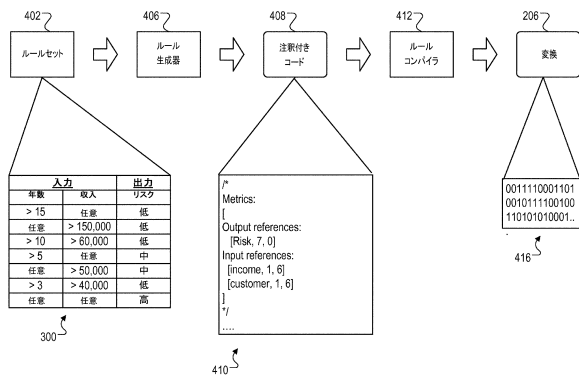 402
406
408
412
206
ルールセット
ルール
生成器
注釈付き
コード
ルール
コンパイラ
変換
入力 出力
年数 収入 リスク
> 15 任意 低
任意 > 150,000 低
> 10 > 60,000 低
> 5 任意 中
任意 > 50,000 中
> 3 > 40,000 低
任意 任意 高
300
/*
Metrics:
[
Output references:
[Risk, 7, 0]
Input references:
[income, 1, 6]
[customer, 1, 6]
]
*/
....
410
0011110001101
00101111100100
110101010001..
416